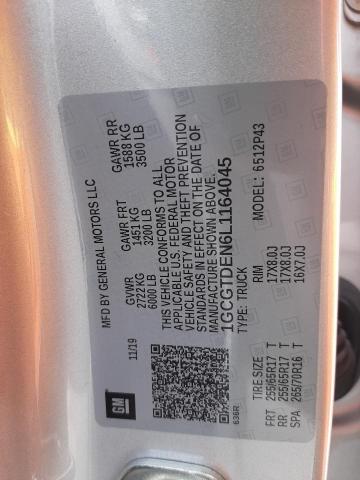 MFD BY GENERAL MOTORS LLC
11/19
GVWR GAWR FRT GAWR RR
2722 KG 1451 KG 1588 KG
6000 LB 3200 LB 3500 LB
THIS VEHICLE CONFORMS TO ALL
APPLICABLE U.S. FEDERAL MOTOR
VEHICLE SAFETY AND THEFT PREVENTION
STANDARDS IN EFFECT ON THE DATE OF
MANUFACTURE SHOWN ABOVE.
1GCGTDEN6L1164045
TYPE: TRUCK MODEL: 6512P43
GM
636R
TIRE SIZE RIM
FRT 255/65R17 T 17X8.0J
RR 255/65R17 T 17X8.0J
SPA 265/70R16 T 16X7.0J